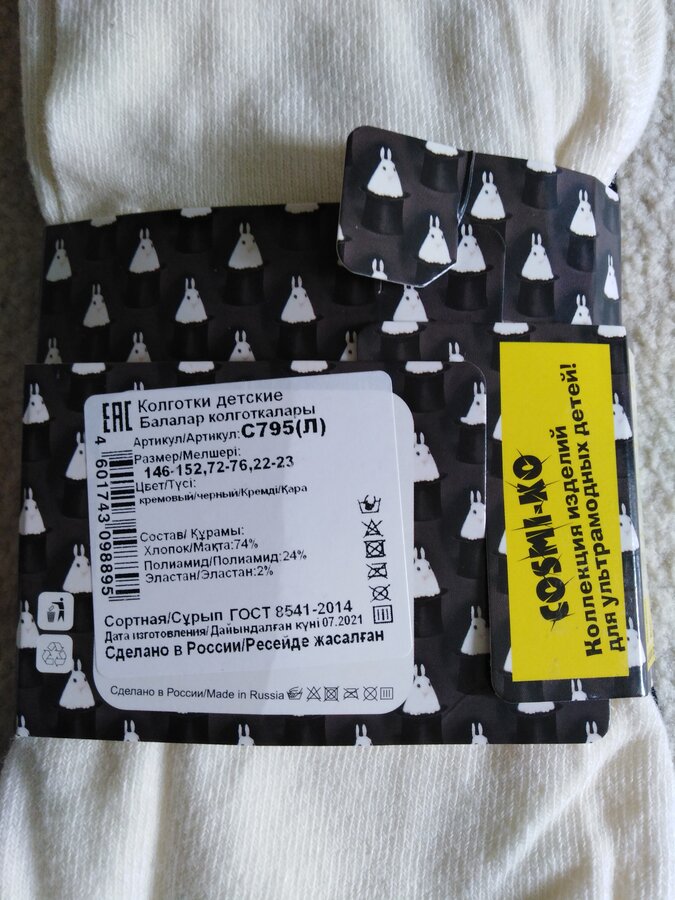 EAC Колготки детские
Балалар колготкалары
Артикул/Артикул:С795(Л)
Размер/Мелшері:
146-152,72-76,22-23
Цвет/Түсі:
кремовый/черный/Кремді/Қара
Состав/ Құрамы:
Хлопок/Мақта:74%
Полиамид/Полиамид:24%
Эластан/Эластан:2%
4 601743 098895
Сортная/Сұрып ГОСТ 8541-2014
Дата изготовления/ Дайындалған күні 07.2021
Сделано в России/Ресейде жасалған
Сделано в России/Made in Russia
COSMI-KO
Коллекция изделий
для ультрамодных детей!